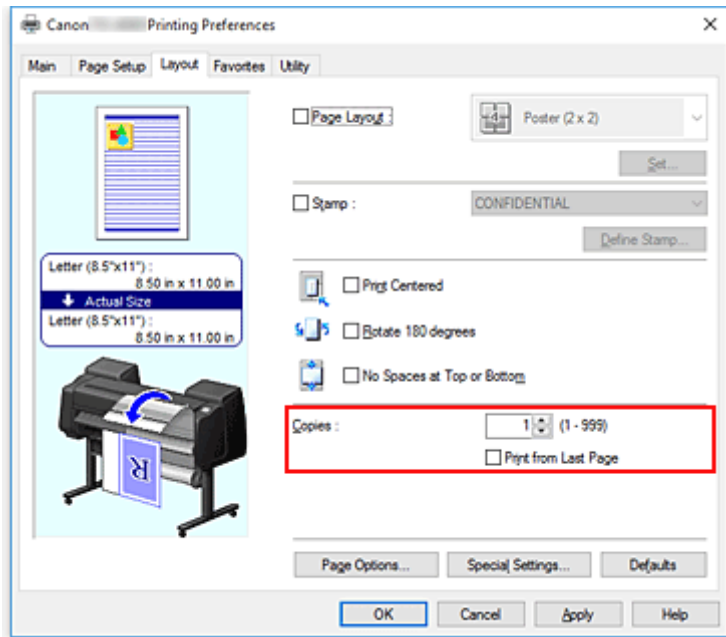 Canon Printing Preferences
Main Page Setup Layout Favorites Utility
Page Layout : Poster (2 x 2)
Set...
Stamp : CONFIDENTIAL
Define Stamp...
Letter (8.5"x11") :
8.50 in x 11.00 in
Actual Size
Letter (8.5"x11") :
8.50 in x 11.00 in
Print Centered
Rotate 180 degrees
No Spaces at Top or Bottom
Copies : 1 (1 - 999)
Print from Last Page
R
Page Options... Special Settings... Defaults
OK Cancel Apply Help